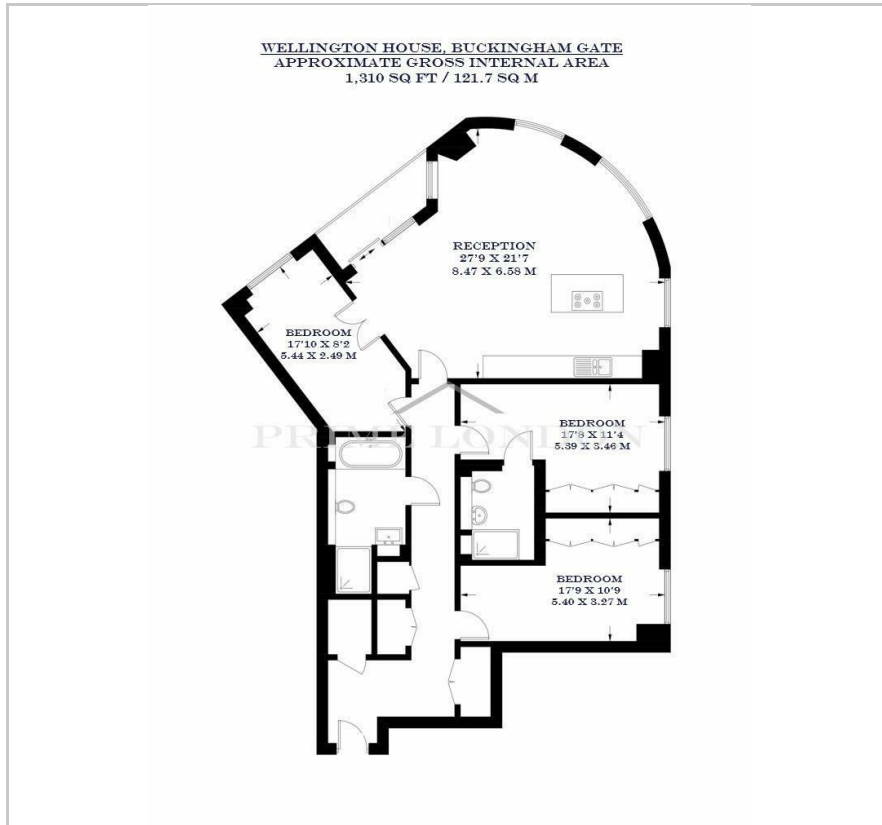 WELLINGTON HOUSE, BUCKINGHAM GATE
APPROXIMATE GROSS INTERNAL AREA
1,310 SQ FT / 121.7 SQ M
RECEPTION
27'9 X 21'7
8.47 X 6.58 M
BEDROOM
17'10 X 8'2
5.44 X 2.49 M
PRIME LONDON
BEDROOM
17'8 X 11'4
5.39 X 3.46 M
BEDROOM
17'9 X 10'9
5.40 X 3.27 M